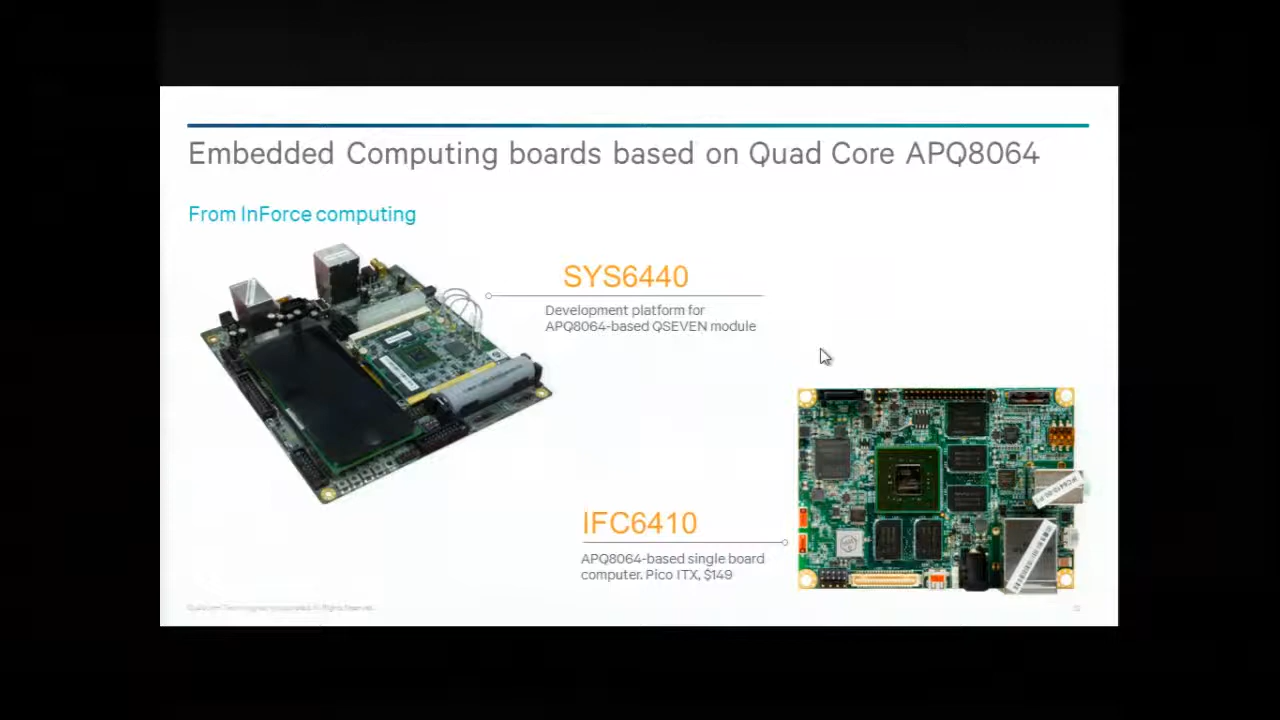 Embedded Computing boards based on Quad Core APQ8064
From InForce computing
SYS6440
Development platform for
APQ8064-based QSEVEN module
IFC6410
APQ8064-based single board
computer. Pico ITX, $149